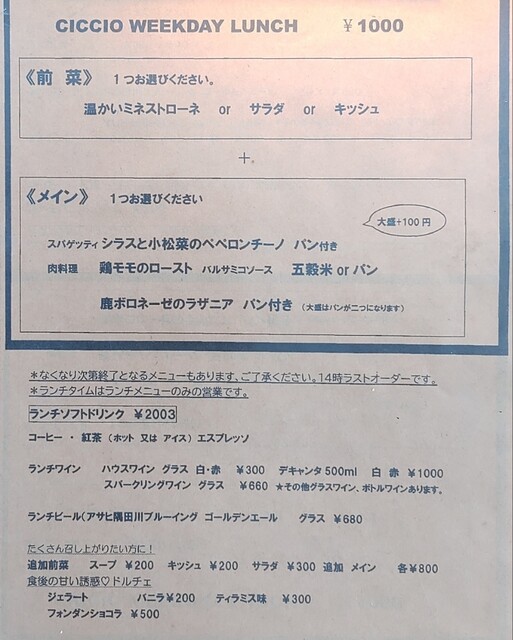 CICCIO WEEKDAY LUNCH ￥1000
《前 菜》 1つお選びください。
温かいミネストローネ or サラダ or キッシュ
+。
《メイン》 1つお選びください
大盛+100円
スパゲッティ シラスと小松菜のペペロンチーノ パン付き
肉料理 鶏モモのロースト バルサミコソース 五穀米 or パン
鹿ボロネーゼのラザニア パン付き （大盛はパンが二つになります）
＊なくなり次第終了となるメニューもあります、ご了承ください。14時ラストオーダーです。
＊ランチタイムはランチメニューのみの営業です。
ランチソフトドリンク ￥2003
コーヒー ・ 紅茶 （ホット 又は アイス） エスプレッソ
ランチワイン ハウスワイン グラス 白・赤 ￥300 デキャンタ 500ml 白 赤 ￥1000
スパークリングワイン グラス ￥660 ★その他グラスワイン、ボトルワインあります。
ランチビール（アサヒ隅田川ブルーイング ゴールデンエール グラス ￥680
たくさん召し上がりたい方に！
追加前菜 スープ ￥200 キッシュ ￥200 サラダ ￥300 追加 メイン 各￥800
食後の甘い誘惑♡ドルチェ
ジェラート バニラ￥200 ティラミス味 ￥300
フォンダンショコラ ￥500